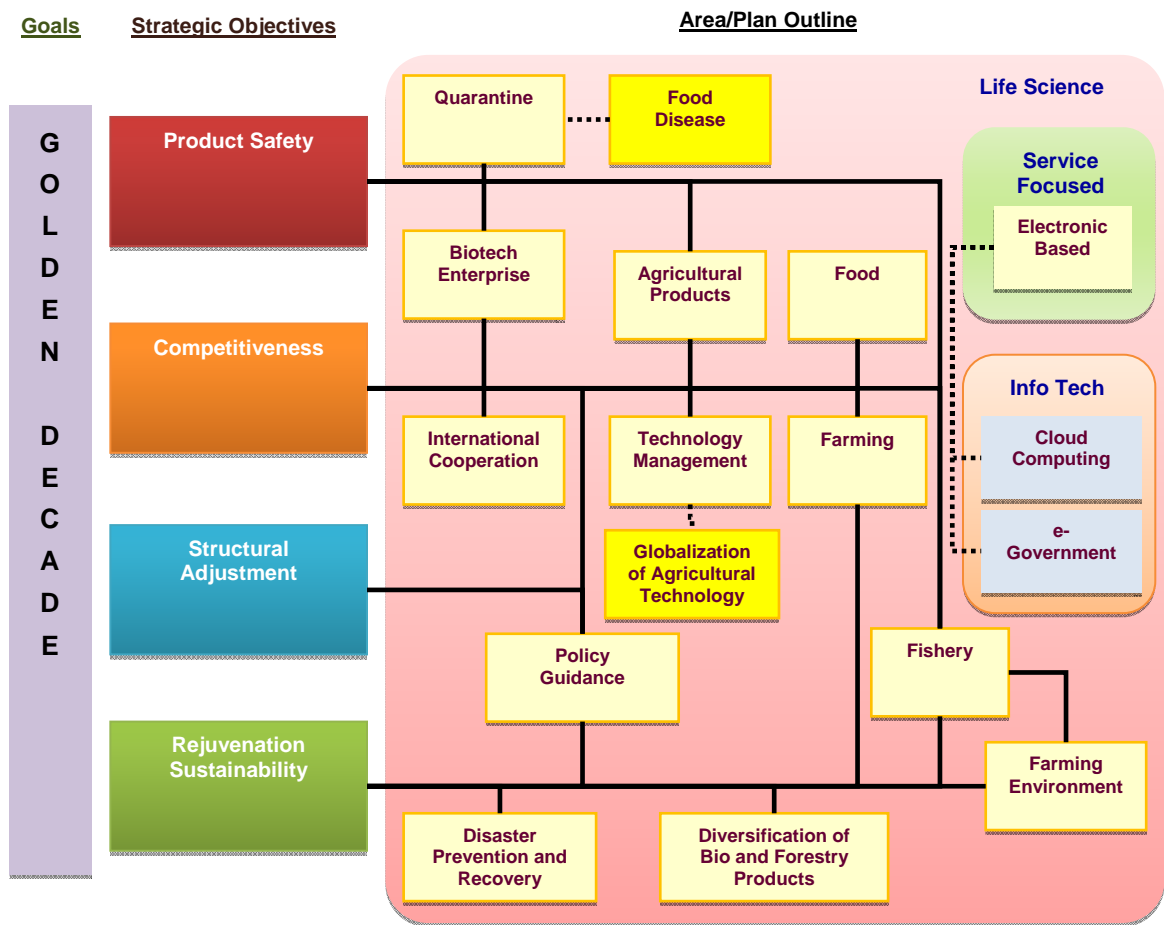 Goals
Strategic Objectives
Area/Plan Outline
G
O
L
D
E
N
D
E
C
A
D
E
Product Safety
Competitiveness
Structural
Adjustment
Rejuvenation
Sustainability
Life Science
Quarantine
Food
Disease
Biotech
Enterprise
Agricultural
Products
Food
International
Cooperation
Technology
Management
Farming
Globalization
of Agricultural
Technology
Policy
Guidance
Fishery
Farming
Environment
Disaster
Prevention and
Recovery
Diversification of
Bio and Forestry
Products
Service
Focused
Electronic
Based
Info Tech
Cloud
Computing
e-
Government